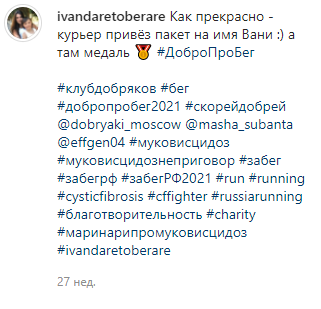 ivandaretoberare Как прекрасно -
курьер привёз пакет на имя Вани :) а
там медаль 🏅 #ДоброПроБег
#клубдобряков #бег
#добропробег2021 #скорейдобрей
@dobryaki_moscow @masha_subanta
@effgen04 #муковисцидоз
#муковисцидознеприговор #забег
#забегрф #забегРФ2021 #run #running
#cysticfibrosis #cffighter #russiarunning
#благотворительность #charity
#маринарипромуковисцидоз
#ivandaretoberare
27 нед.